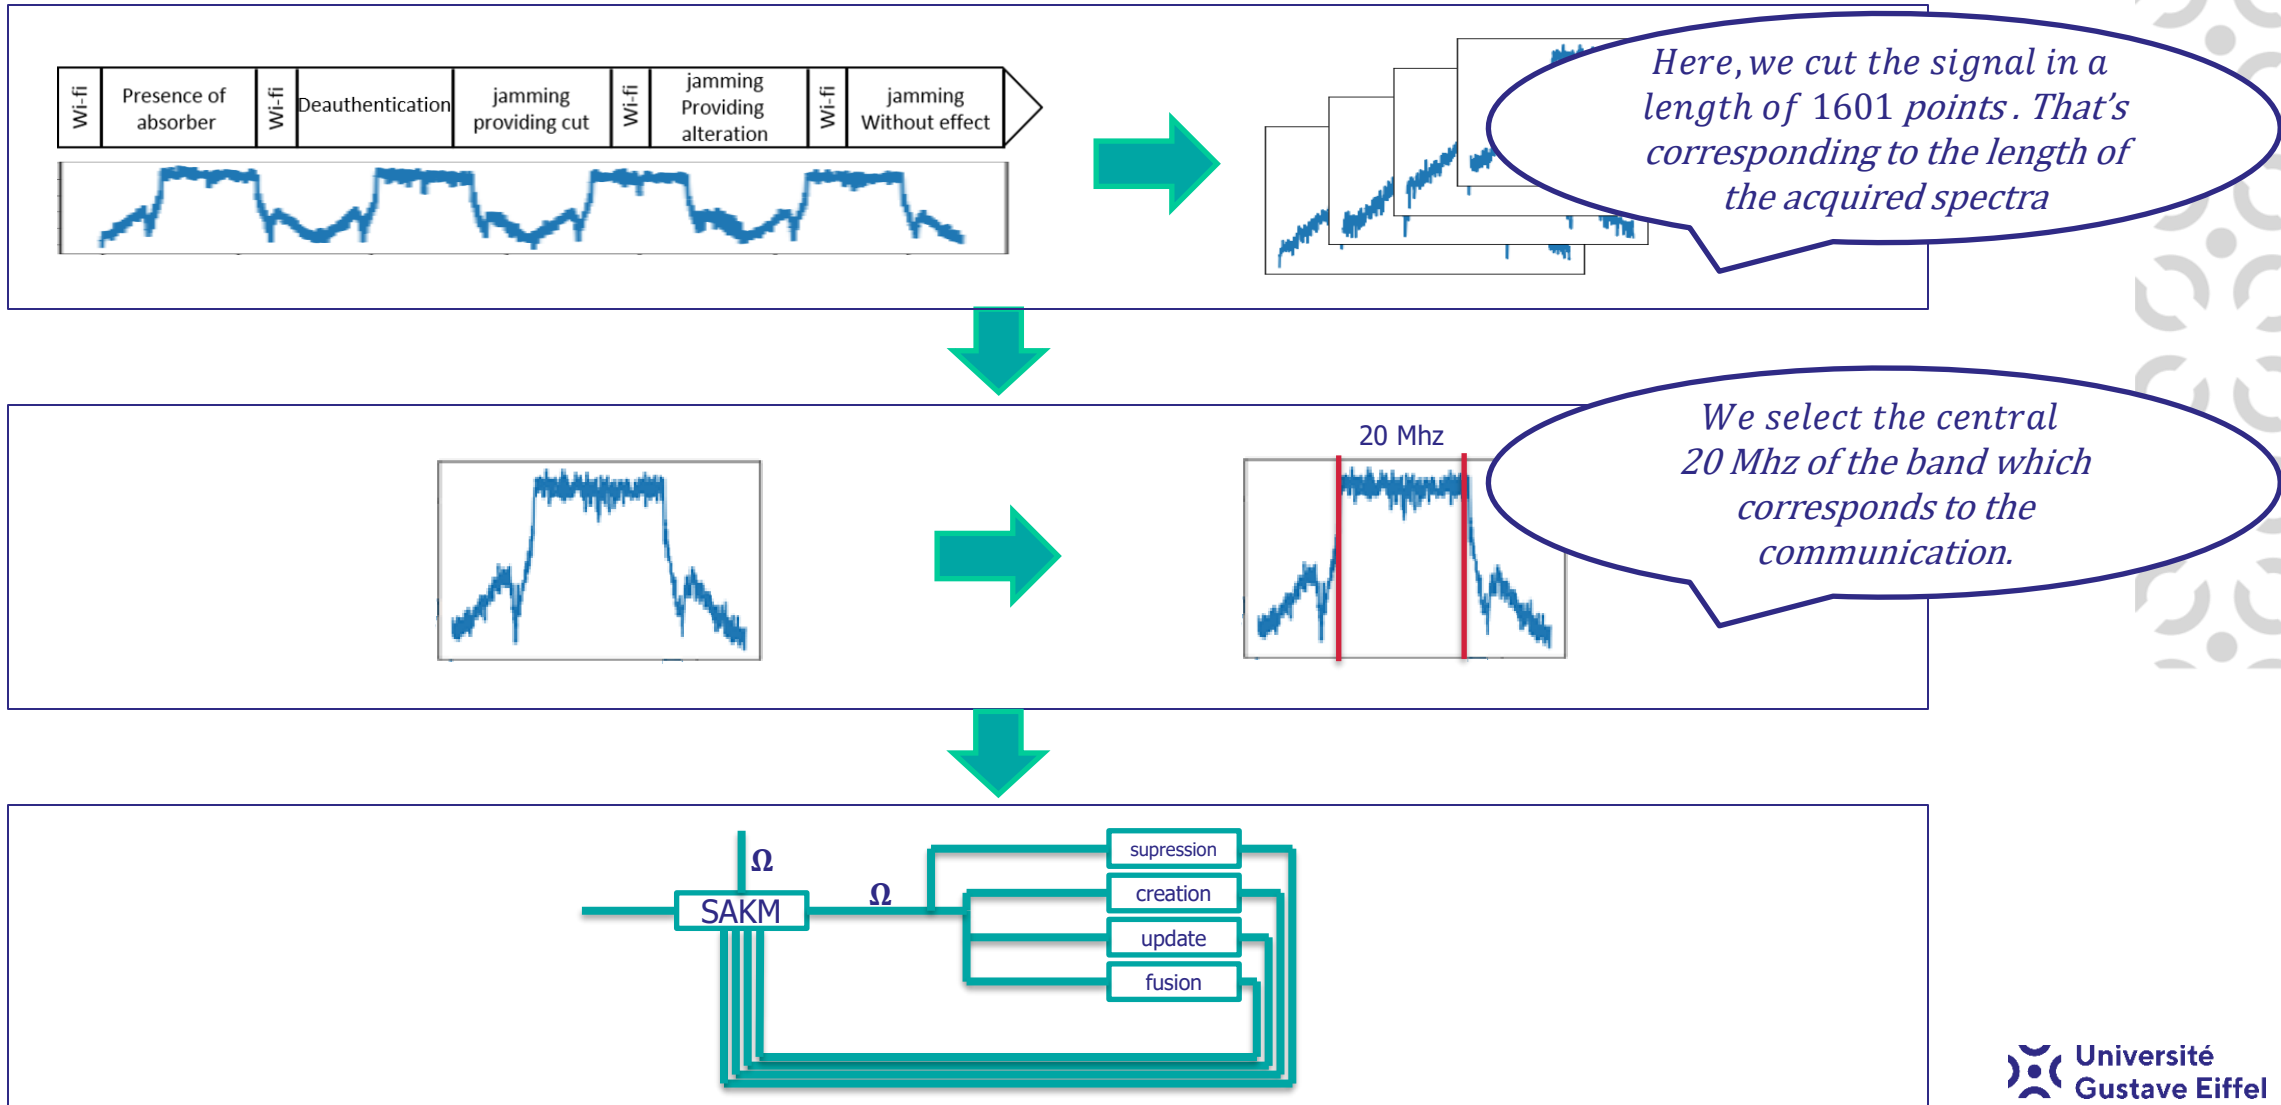 Wi-fi
Presence of
absorber
Wi-fi
Deauthentication
jamming
providing cut
Wi-fi
jamming
Providing
alteration
Wi-fi
jamming
Without effect
Here, we cut the signal in a
length of 1601 points . That's
corresponding to the length of
the acquired spectra
20 Mhz
We select the central
20 Mhz of the band which
corresponds to the
communication.
Ω
SAKM
Ω
supression
creation
update
fusion
Université
Gustave Eiffel